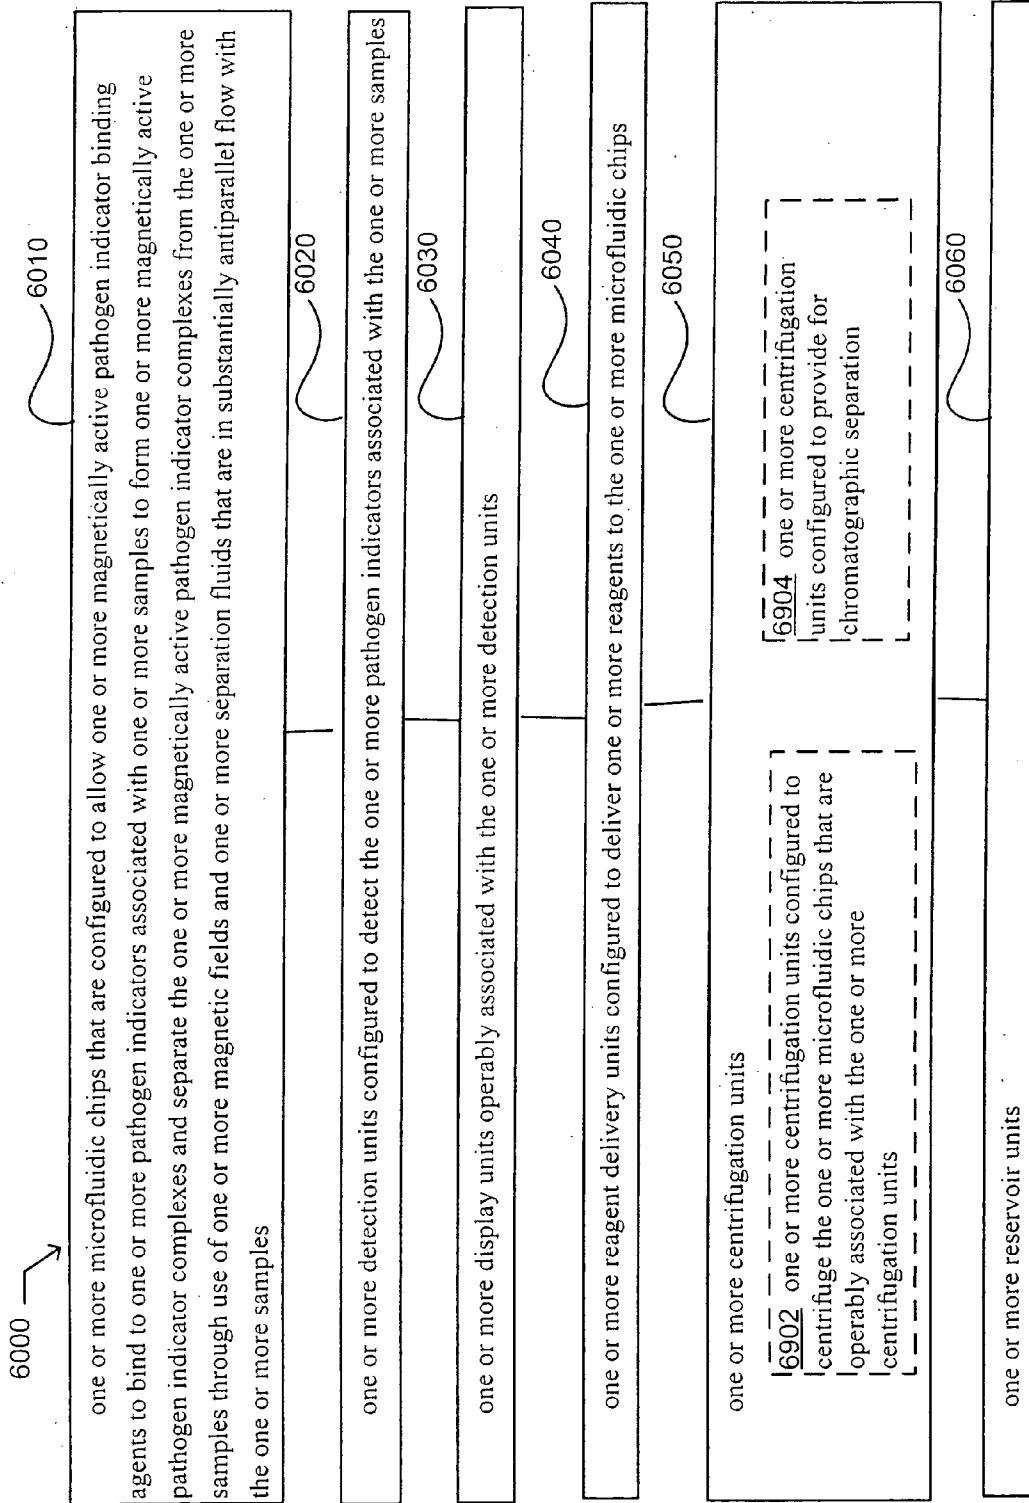 6000
6010
one or more microfluidic chips that are configured to allow one or more magnetically active pathogen indicator binding
agents to bind to one or more pathogen indicators associated with one or more samples to form one or more magnetically active
pathogen indicator complexes and separate the one or more magnetically active pathogen indicator complexes from the one or more
samples through use of one or more magnetic fields and one or more separation fluids that are in substantially antiparallel flow with
the one or more samples
6020
one or more detection units configured to detect the one or more pathogen indicators associated with the one or more samples
6030
one or more display units operably associated with the one or more detection units
6040
one or more reagent delivery units configured to deliver one or more reagents to the one or more microfluidic chips
6050
one or more centrifugation units
6902 one or more centrifugation units configured to
centrifuge the one or more microfluidic chips that are
operably associated with the one or more
centrifugation units
6904 one or more centrifugation
units configured to provide for
chromatographic separation
6060
one or more reservoir units